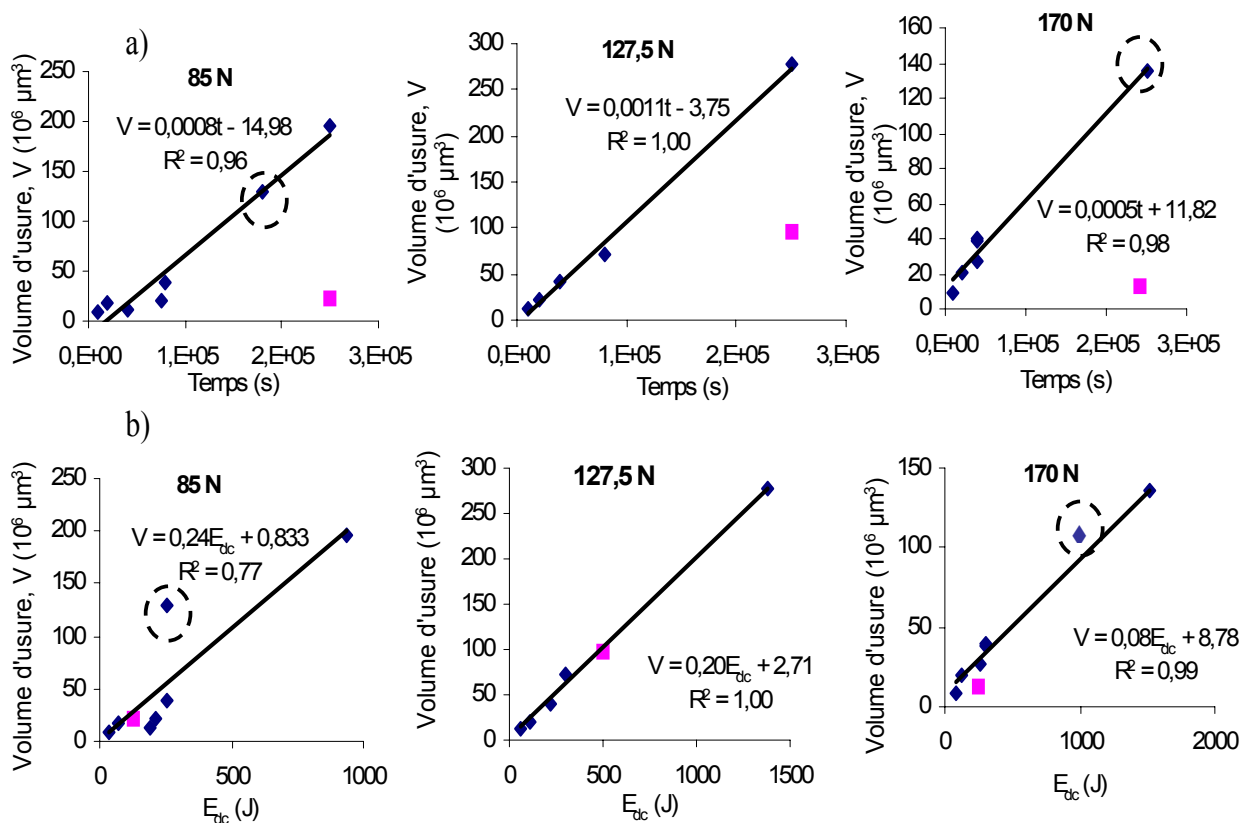 a)
85 N
Volume d'usure, V (10⁶ µm³)
250
200
150
100
50
0
V = 0,0008t - 14,98
R² = 0,96
0,E+00 1,E+05 2,E+05 3,E+05
Temps (s)
127,5 N
Volume d'usure, V
(10⁶ µm³)
300
250
200
150
100
50
0
V = 0,0011t - 3,75
R² = 1,00
0,E+00 1,E+05 2,E+05 3,E+05
Temps (s)
170 N
Volume d'usure, V
(10⁶ µm³)
160
140
120
100
80
60
40
20
0
V = 0,0005t + 11,82
R² = 0,98
0,E+00 1,E+05 2,E+05 3,E+05
Temps (s)
b)
85 N
Volume d'usure, V (10⁶ µm³)
250
200
150
100
50
0
V = 0,24E_dc + 0,833
R² = 0,77
0 500 1000
E_dc (J)
127,5 N
Volume d'usure (10⁶ µm³)
300
250
200
150
100
50
0
V = 0,20E_dc + 2,71
R² = 1,00
0 500 1000 1500
E_dc (J)
170 N
Volume d'usure (10⁶ µm³)
150
100
50
0
V = 0,08E_dc + 8,78
R² = 0,99
0 1000 2000
E_dc (J)